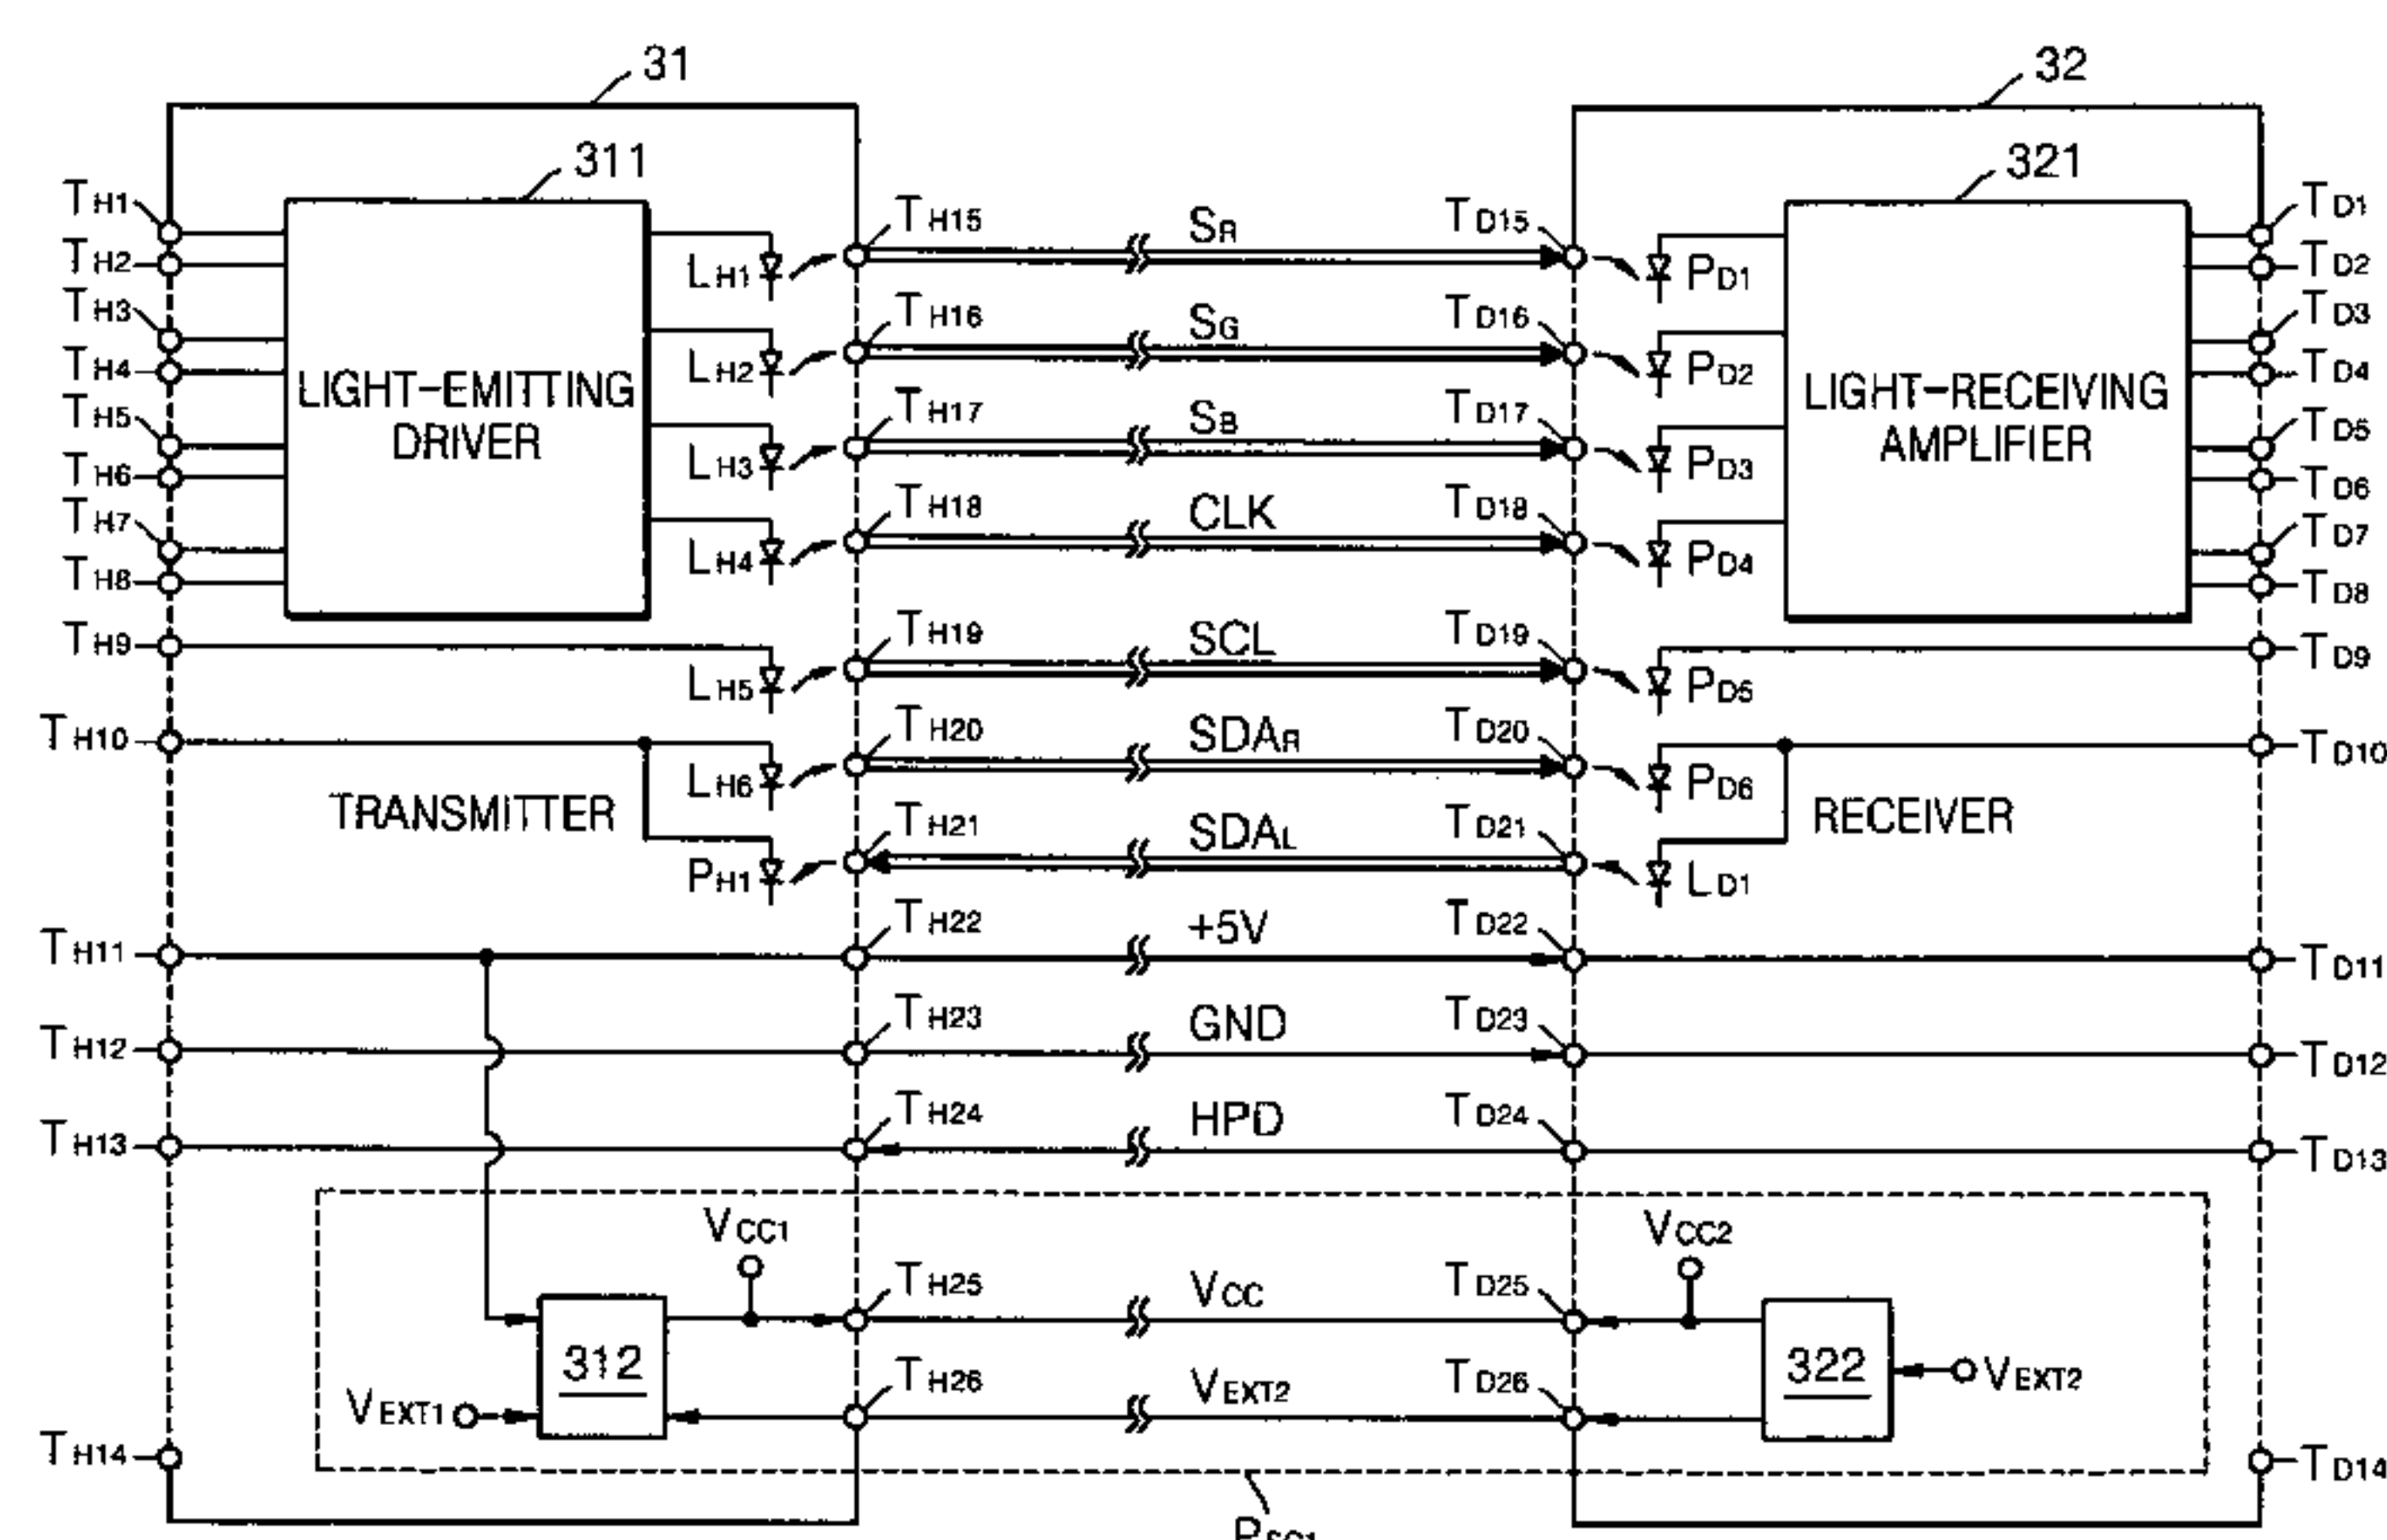 31
32
311
321
TH1
TH2
TH3
TH4
TH5
TH6
TH7
TH8
TH9
TH10
TH11
TH12
TH13
TH14
LIGHT-EMITTING
DRIVER
LH1
LH2
LH3
LH4
LH5
LH6
PH1
TRANSMITTER
TH15
SR
TD15
TH16
SG
TD16
TH17
SB
TD17
TH18
CLK
TD18
TH19
SCL
TD19
TH20
SDAR
TD20
TH21
SDAL
TD21
TH22
+5V
TD22
TH23
GND
TD23
TH24
HPD
TD24
TH25
VCC
TD25
TH26
VEXT2
TD26
PD1
PD2
PD3
PD4
PD5
PD6
LD1
LIGHT-RECEIVING
AMPLIFIER
RECEIVER
TD1
TD2
TD3
TD4
TD5
TD6
TD7
TD8
TD9
TD10
TD11
TD12
TD13
TD14
VCC1
312
VEXT1
VCC2
322
VEXT2